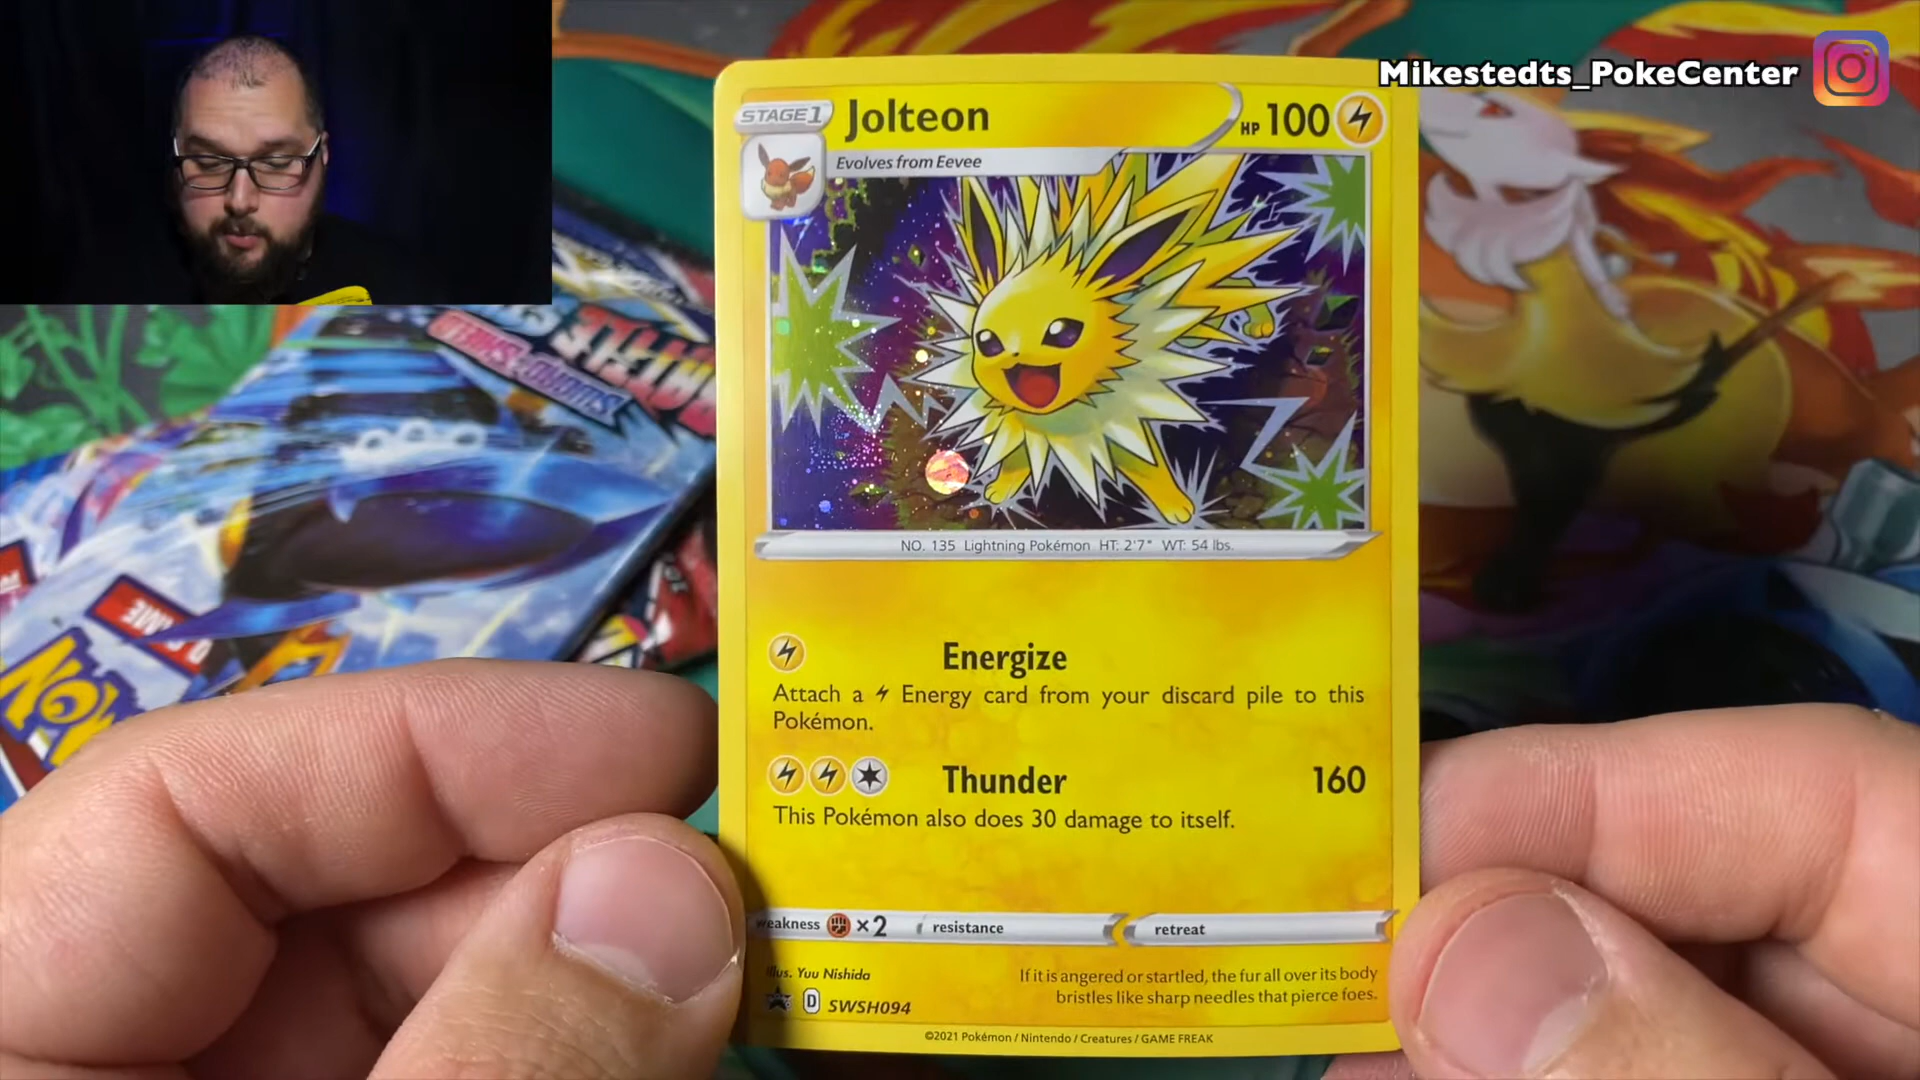 Mikestedts_PokeCenter
STAGE 1
Jolteon
HP 100
Evolves from Eevee
NO. 135 Lightning Pokémon HT: 2'7" WT: 54 lbs.
Energize
Attach a Energy card from your discard pile to this
Pokémon.
Thunder 160
This Pokémon also does 30 damage to itself.
weakness ×2 resistance retreat
Illus. Yuu Nishida
If it is angered or startled, the fur all over its body
bristles like sharp needles that pierce foes.
D SWSH094
©2021 Pokémon / Nintendo / Creatures / GAME FREAK